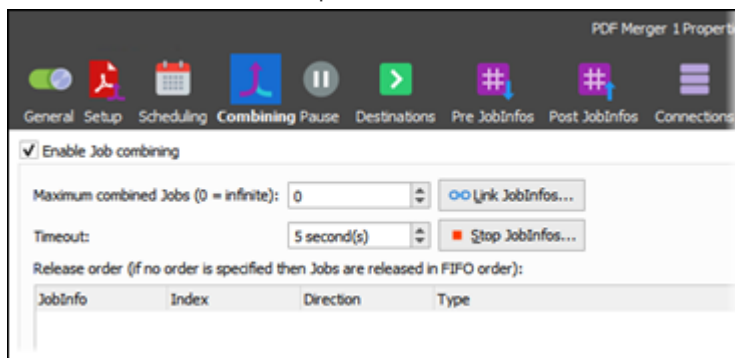 PDF Merger 1 Properti
General Setup Scheduling Combining Pause Destinations Pre JobInfos Post JobInfos Connections
Enable Job combining
Maximum combined Jobs (0 = infinite): 0 Link JobInfos...
Timeout: 5 second(s) Stop JobInfos...
Release order (if no order is specified then Jobs are released in FIFO order):
JobInfo Index Direction Type